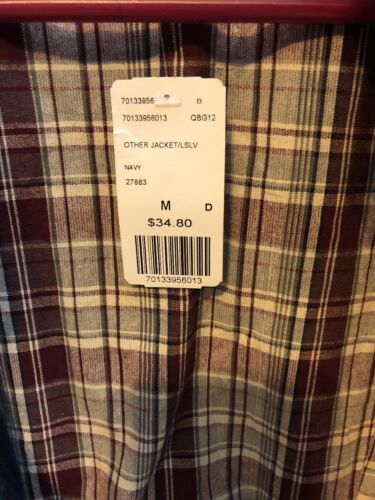 70133956 B
70133956013 QBG12
OTHER JACKET/LSLV
NAVY
27883
M D
$34.80
70133956013